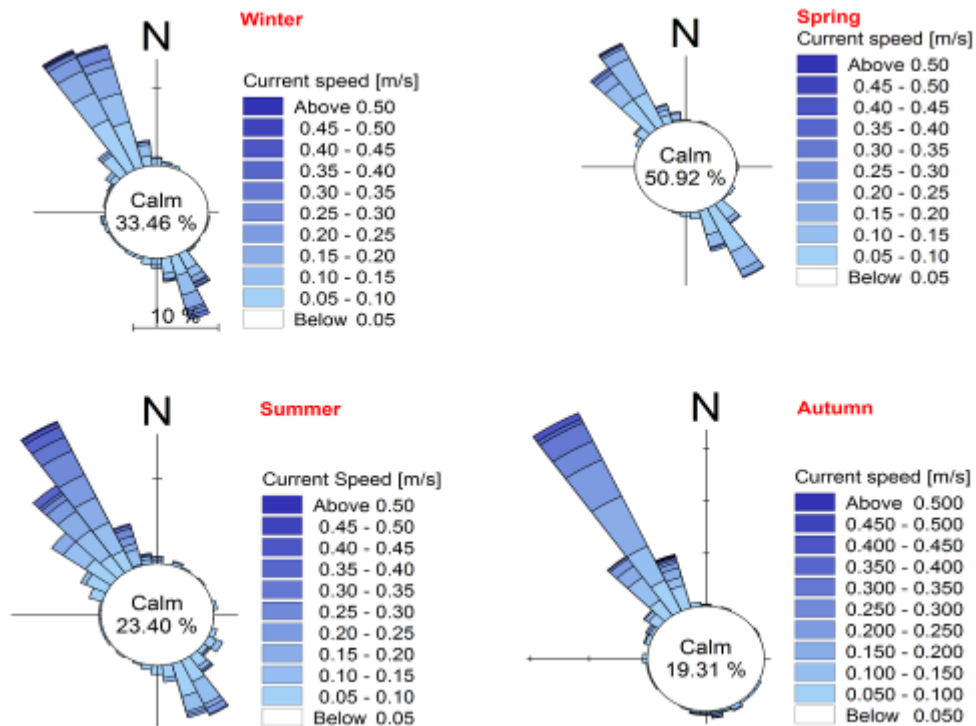 Winter
N
Current speed [m/s]
Above 0.50
0.45 - 0.50
0.40 - 0.45
0.35 - 0.40
0.30 - 0.35
0.25 - 0.30
0.20 - 0.25
0.15 - 0.20
0.10 - 0.15
0.05 - 0.10
Below 0.05
Calm
33.46 %
10 %
Spring
N
Current speed [m/s]
Above 0.50
0.45 - 0.50
0.40 - 0.45
0.35 - 0.40
0.30 - 0.35
0.25 - 0.30
0.20 - 0.25
0.15 - 0.20
0.10 - 0.15
0.05 - 0.10
Below 0.05
Calm
50.92 %
Summer
N
Current Speed [m/s]
Above 0.50
0.45 - 0.50
0.40 - 0.45
0.35 - 0.40
0.30 - 0.35
0.25 - 0.30
0.20 - 0.25
0.15 - 0.20
0.10 - 0.15
0.05 - 0.10
Below 0.05
Calm
23.40 %
Autumn
N
Current speed [m/s]
Above 0.500
0.450 - 0.500
0.400 - 0.450
0.350 - 0.400
0.300 - 0.350
0.250 - 0.300
0.200 - 0.250
0.150 - 0.200
0.100 - 0.150
0.050 - 0.100
Below 0.050
Calm
19.31 %